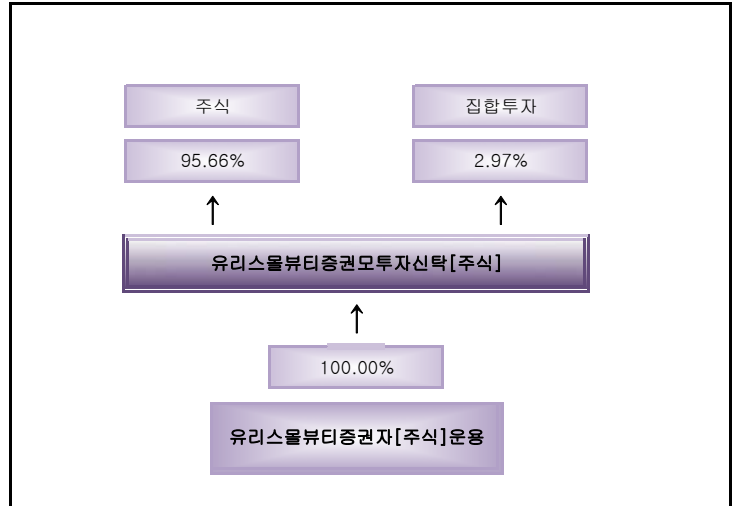 주식 집합투자
95.66% 2.97%
↑ ↑
유리스몰뷰티증권모투자신탁[주식]
↑
100.00%
유리스몰뷰티증권자[주식]운용